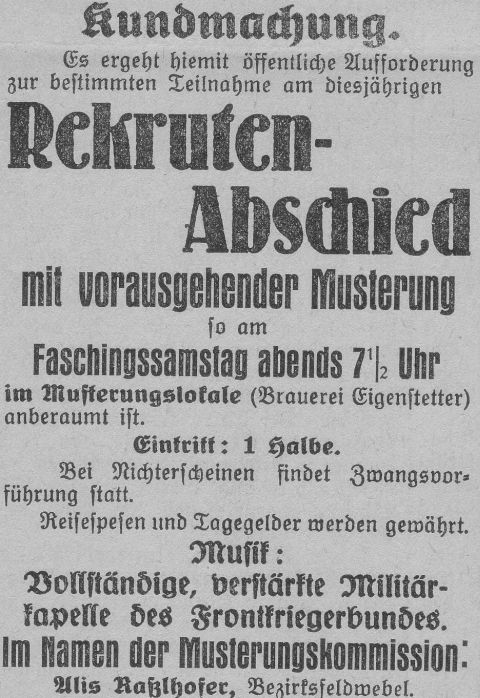 Kundmachung.
Es ergeht hiemit öffentliche Aufforderung
zur bestimmten Teilnahme am diesjährigen
Rekruten-
Abschied
mit vorausgehender Musterung
so am
Faschingssamstag abends 7½ Uhr
im Musterungslokale (Brauerei Eigenstetter)
anberaumt ist.
Eintritt: 1 Halbe.
Bei Nichterscheinen findet Zwangsvor-
führung statt.
Reisespesen und Tagegelder werden gewährt.
Musik:
Vollständige, verstärkte Militär-
kapelle des Frontkriegerbundes.
Im Namen der Musterungskommission:
Alis Raßlhofer, Bezirksfeldwebel.